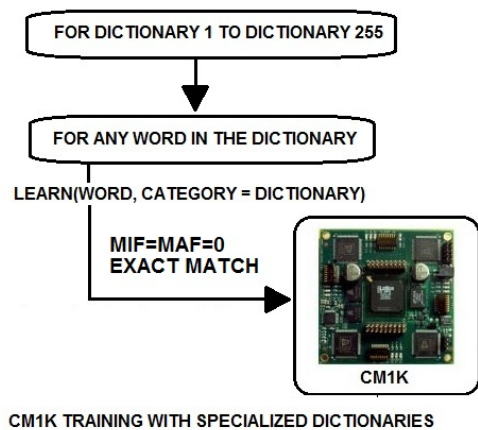 FOR DICTIONARY 1 TO DICTIONARY 255
FOR ANY WORD IN THE DICTIONARY
LEARN(WORD, CATEGORY = DICTIONARY)
MIF=MAF=0
EXACT MATCH
CM1K
CM1K TRAINING WITH SPECIALIZED DICTIONARIES